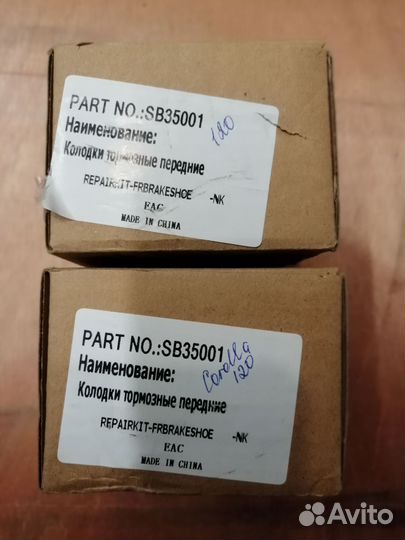 PART NO.:SB35001
120
Наименование:
Колодки тормозные передние
REPAIRKIT-FRBRAKESHOE -NK
EAC
MADE IN CHINA
PART NO.:SB35001
Corolla
120
Наименование:
Колодки тормозные передние
REPAIRKIT-FRBRAKESHOE -NK
EAC
MADE IN CHINA
Avito